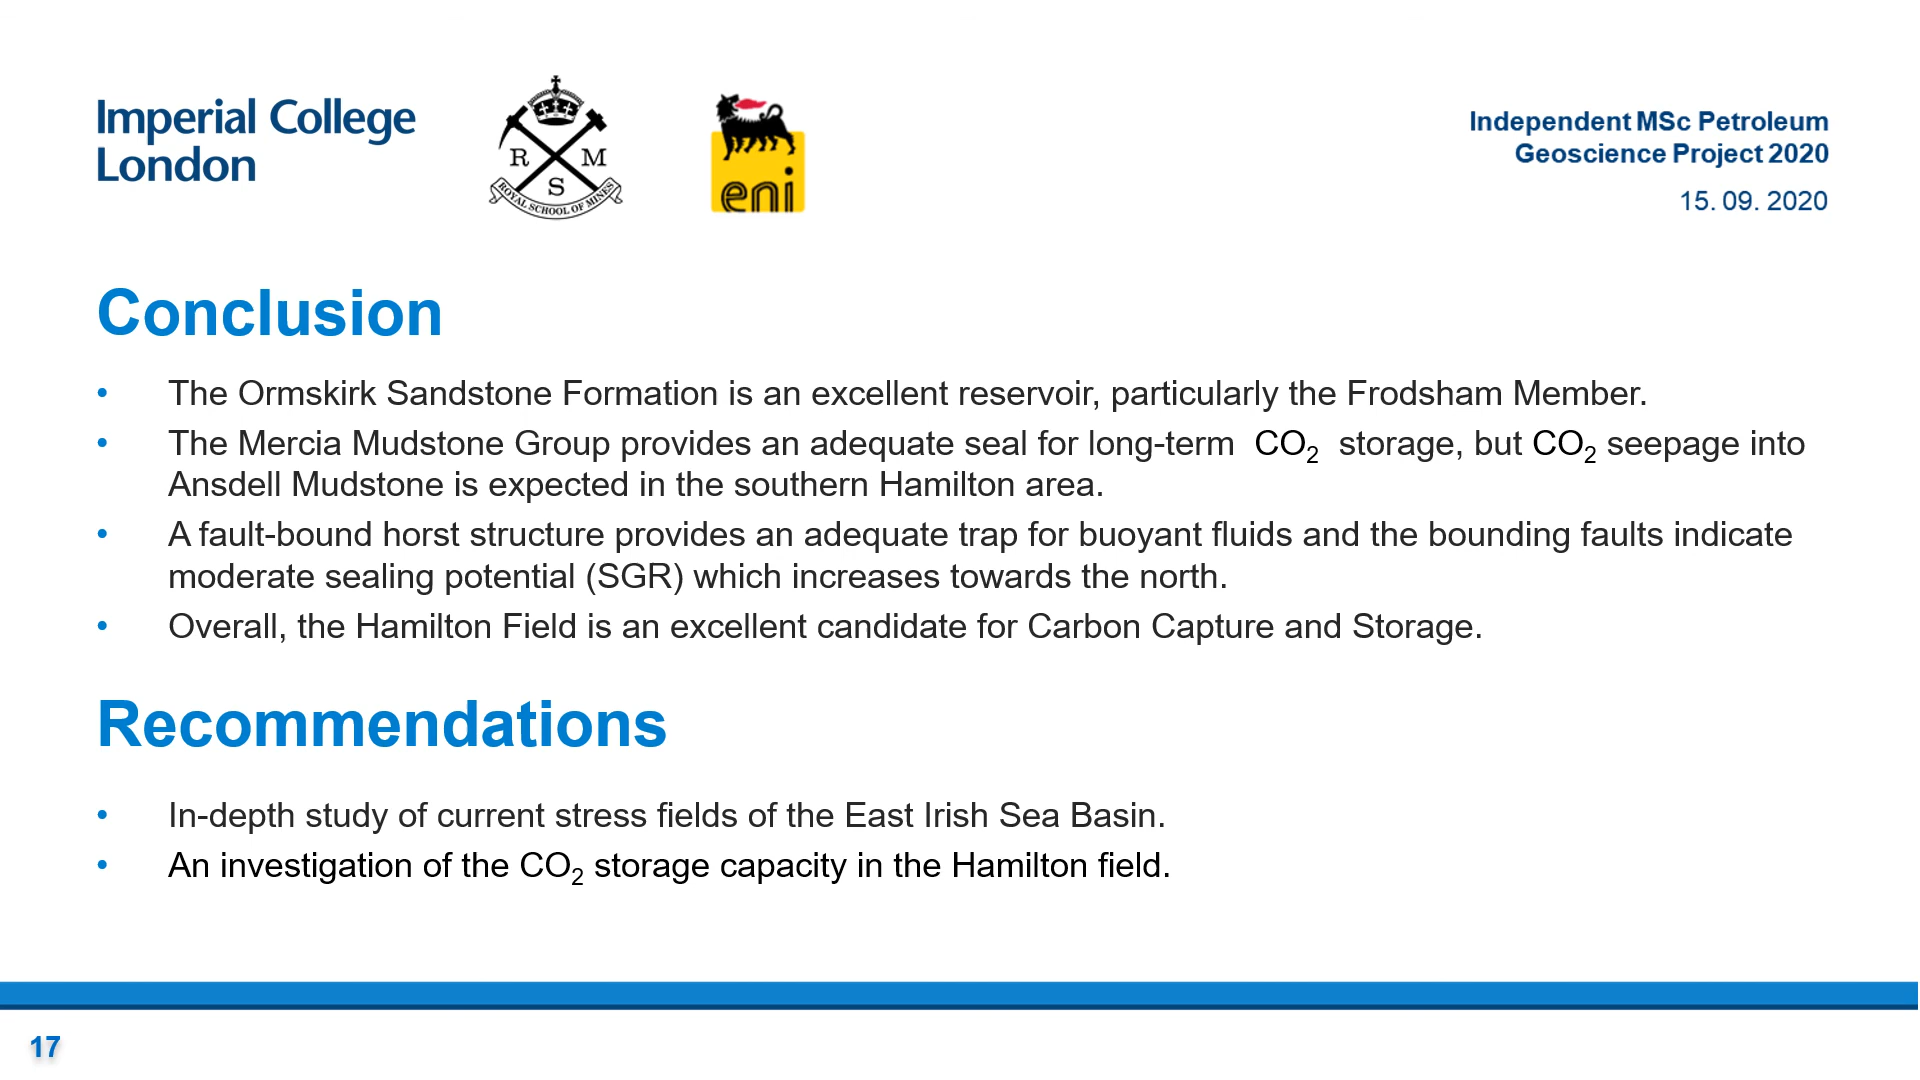 Imperial College
London
R M
S
ROYAL SCHOOL OF MINES
eni
Independent MSc Petroleum
Geoscience Project 2020
15. 09. 2020
Conclusion
• The Ormskirk Sandstone Formation is an excellent reservoir, particularly the Frodsham Member.
• The Mercia Mudstone Group provides an adequate seal for long-term CO₂ storage, but CO₂ seepage into
Ansdell Mudstone is expected in the southern Hamilton area.
• A fault-bound horst structure provides an adequate trap for buoyant fluids and the bounding faults indicate
moderate sealing potential (SGR) which increases towards the north.
• Overall, the Hamilton Field is an excellent candidate for Carbon Capture and Storage.
Recommendations
• In-depth study of current stress fields of the East Irish Sea Basin.
• An investigation of the CO₂ storage capacity in the Hamilton field.
17